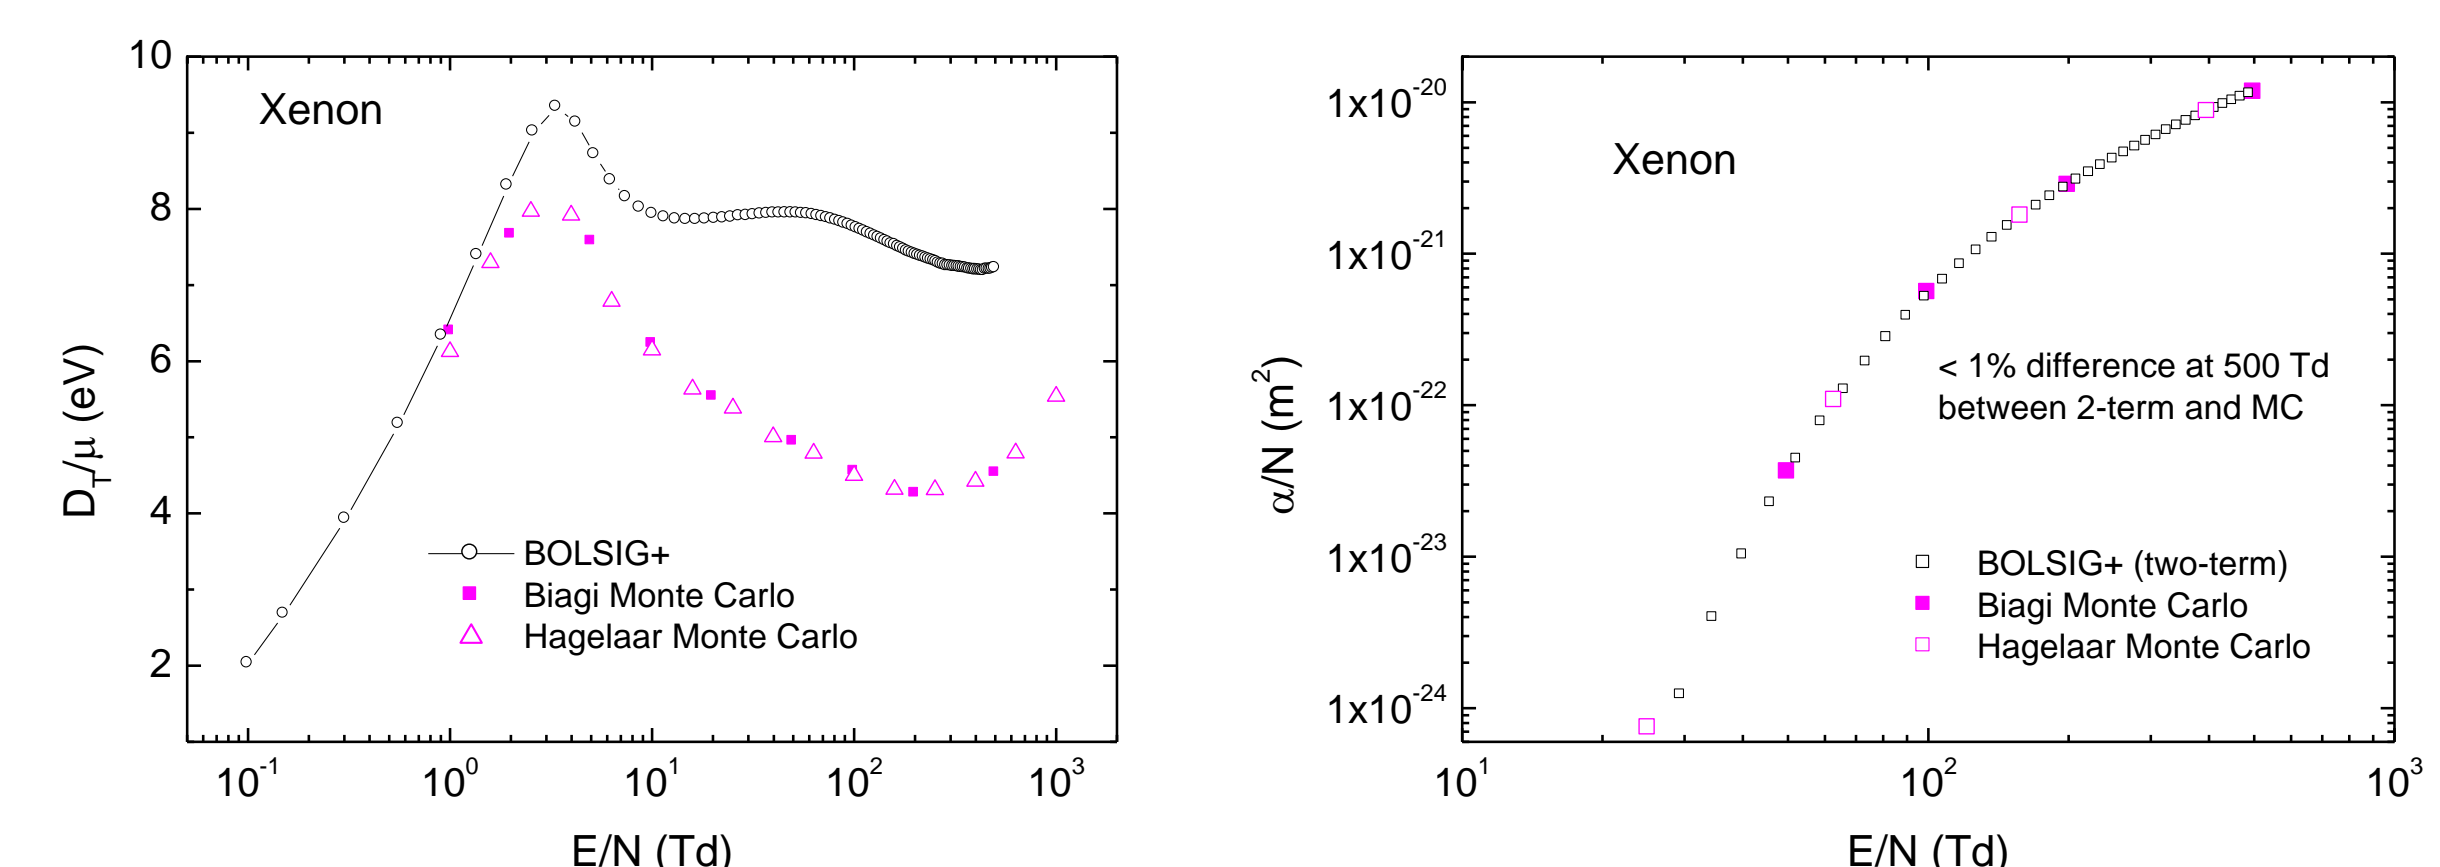 10
8
6
4
2
D_T/μ (eV)
Xenon
BOLSIG+
Biagi Monte Carlo
Hagelaar Monte Carlo
10^-1 10^0 10^1 10^2 10^3
E/N (Td)
1x10^-20
1x10^-21
1x10^-22
1x10^-23
1x10^-24
α/N (m^2)
Xenon
< 1% difference at 500 Td
between 2-term and MC
BOLSIG+ (two-term)
Biagi Monte Carlo
Hagelaar Monte Carlo
10^1 10^2 10^3
E/N (Td)